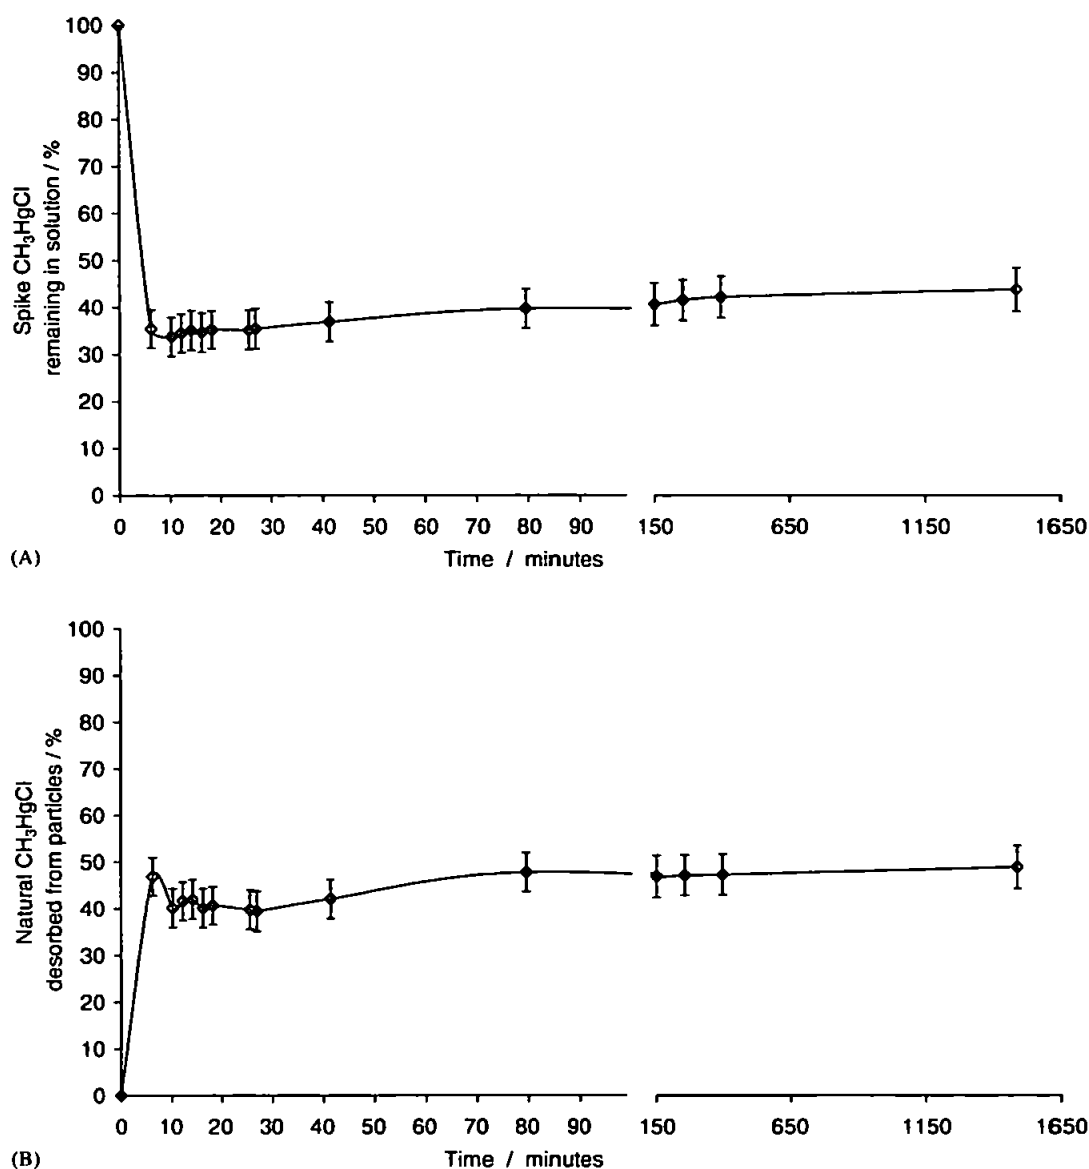 100
90
80
70
60
50
40
30
20
10
0
Spike CH₃HgCl
remaining in solution / %
0 10 20 30 40 50 60 70 80 90 150 650 1150 1650
(A)
Time / minutes
100
90
80
70
60
50
40
30
20
10
0
Natural CH₃HgCl
desorbed from particles / %
0 10 20 30 40 50 60 70 80 90 150 650 1150 1650
(B)
Time / minutes